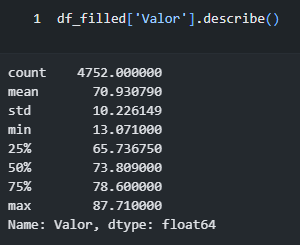 1 df_filled['Valor'].describe()
count 4752.000000
mean 70.930790
std 10.226149
min 13.071000
25% 65.736750
50% 73.809000
75% 78.600000
max 87.710000
Name: Valor, dtype: float64